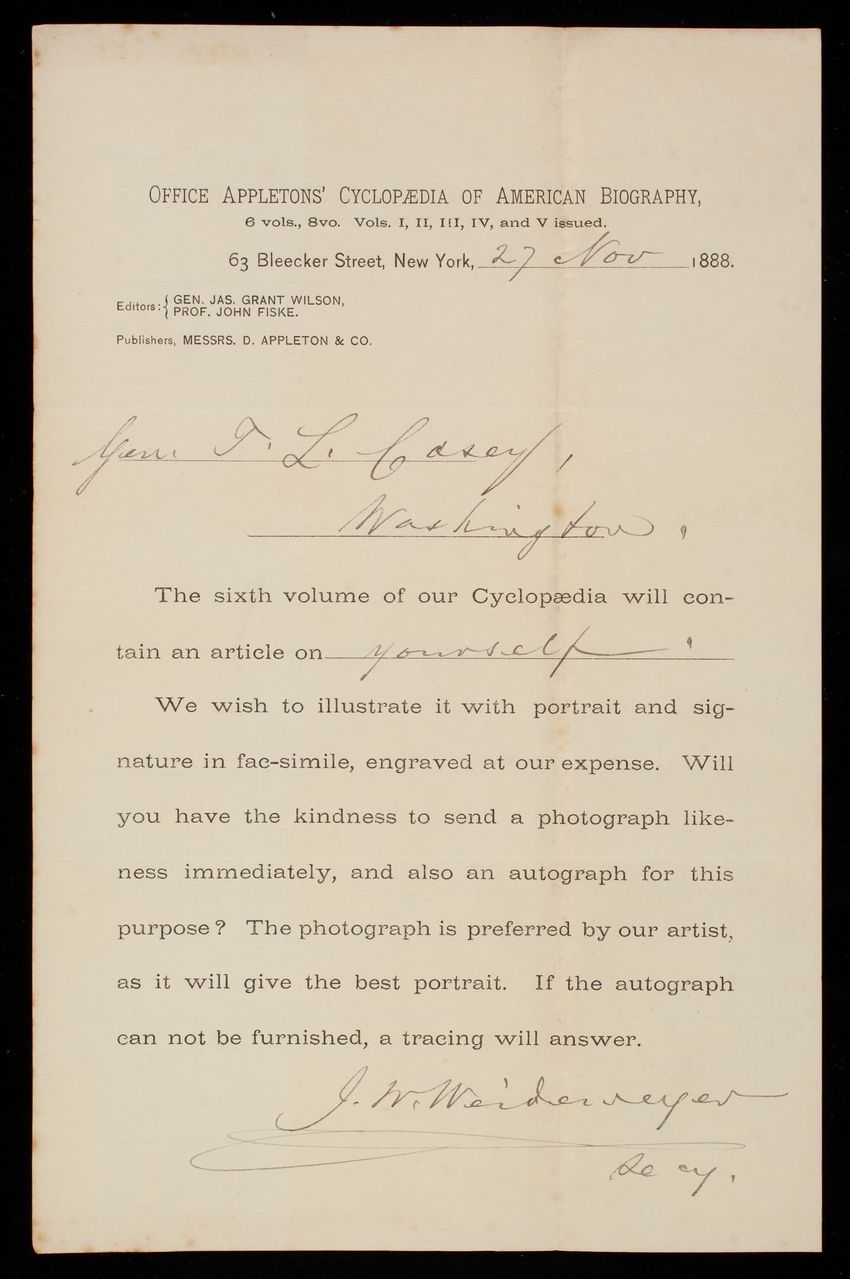 OFFICE APPLETONS' CYCLOPÆDIA OF AMERICAN BIOGRAPHY,
6 vols., 8vo. Vols. I, II, III, IV, and V issued.
63 Bleecker Street, New York, 27 Nov 1888.
Editors: { GEN. JAS. GRANT WILSON,
PROF. JOHN FISKE.
Publishers, MESSRS. D. APPLETON & CO.
Gen. T. L. Casey,
Washington.
The sixth volume of our Cyclopædia will con-
tain an article on yourself.
We wish to illustrate it with portrait and sig-
nature in fac-simile, engraved at our expense. Will
you have the kindness to send a photograph like-
ness immediately, and also an autograph for this
purpose? The photograph is preferred by our artist,
as it will give the best portrait. If the autograph
can not be furnished, a tracing will answer.
J. W. Weidemeyer
Secy.